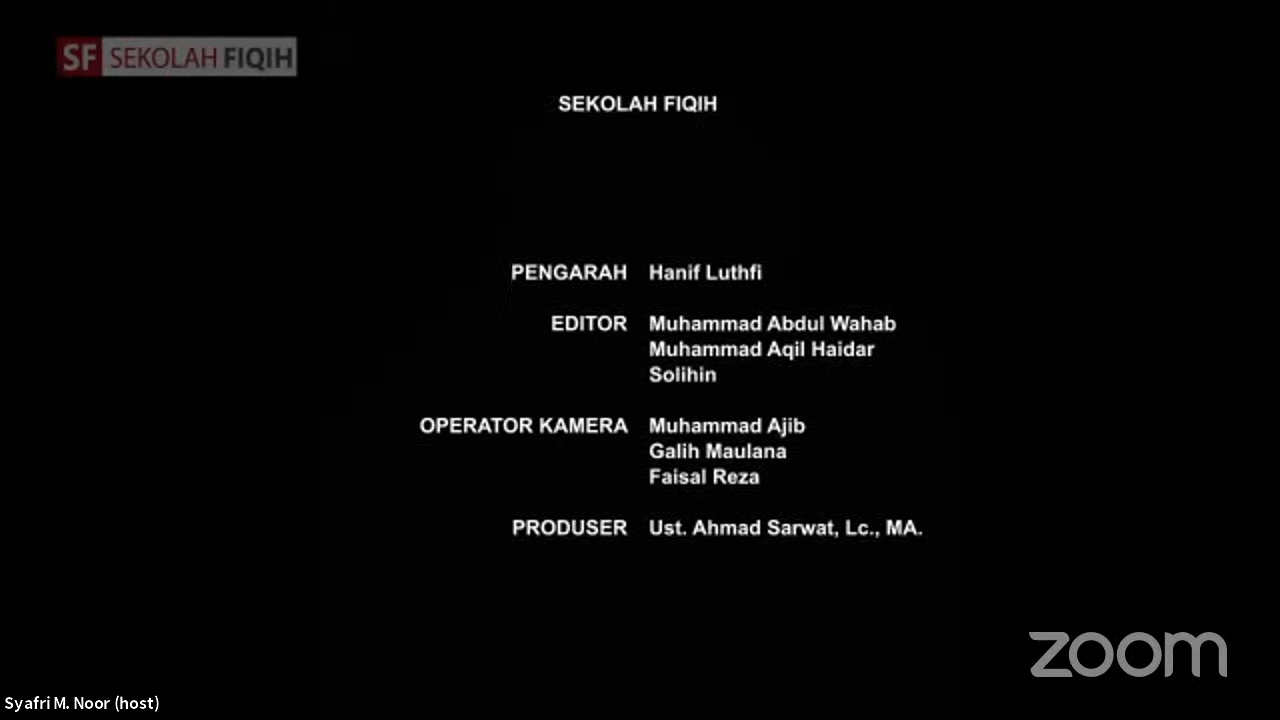 SF SEKOLAH FIQIH
SEKOLAH FIQIH
PENGARAH Hanif Luthfi
EDITOR Muhammad Abdul Wahab
Muhammad Aqil Haidar
Solihin
OPERATOR KAMERA Muhammad Ajib
Galih Maulana
Faisal Reza
PRODUSER Ust. Ahmad Sarwat, Lc., MA.
zoom
Syafri M. Noor (host)